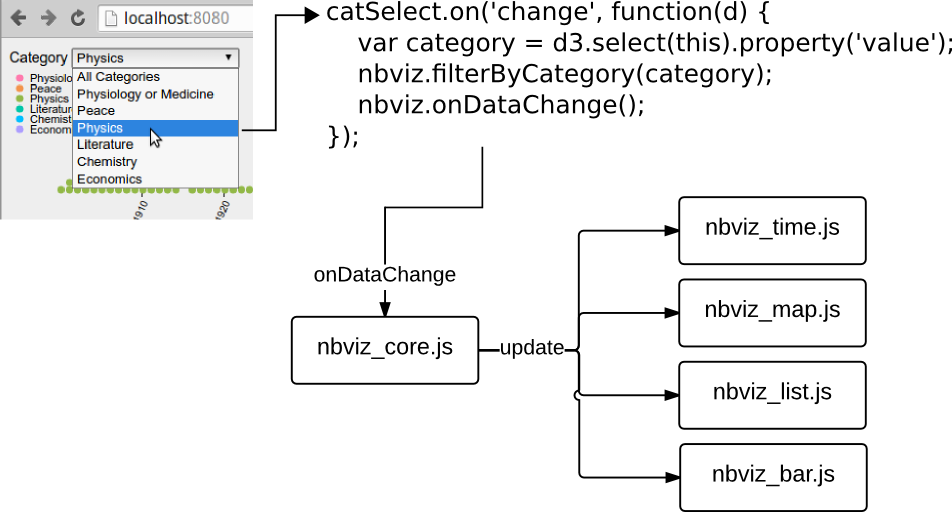 localhost:8080
catSelect.on('change', function(d) {
var category = d3.select(this).property('value');
nbviz.filterByCategory(category);
nbviz.onDataChange();
});
Category Physics
All Categories
Physiology or Medicine
Peace
Physics
Literature
Chemistry
Economics
Physiolo
Peace
Physics
Literatur
Chemist
Econom
1910
1920
onDataChange
nbviz_core.js
update
nbviz_time.js
nbviz_map.js
nbviz_list.js
nbviz_bar.js